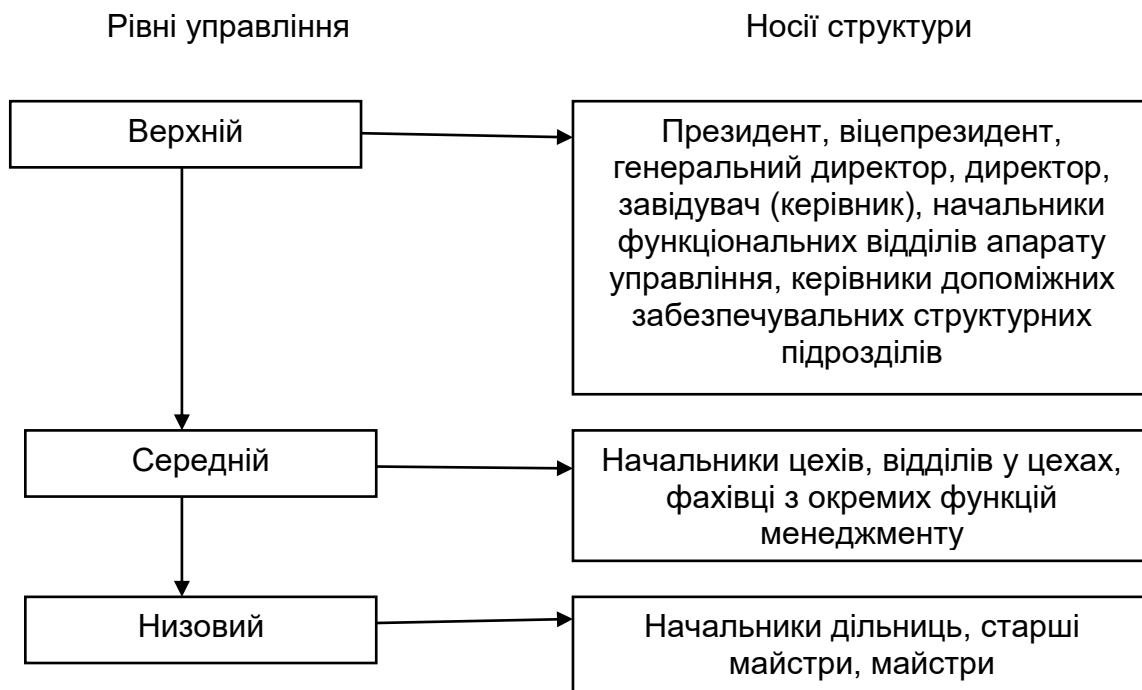 Рівні управління
Носії структури
Верхній
Президент, віцепрезидент,
генеральний директор, директор,
завідувач (керівник), начальники
функціональних відділів апарату
управління, керівники допоміжних
забезпечувальних структурних
підрозділів
Середній
Начальники цехів, відділів у цехах,
фахівці з окремих функцій
менеджменту
Низовий
Начальники дільниць, старші
майстри, майстри